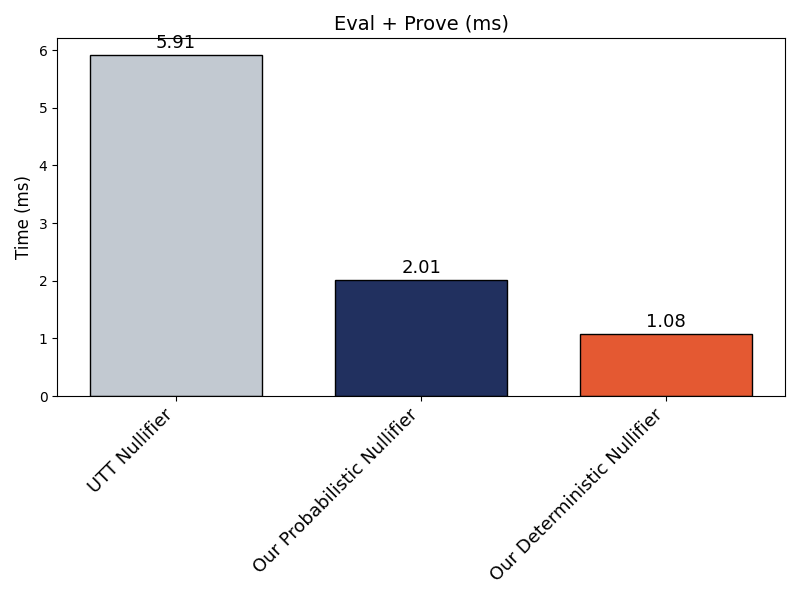 Eval + Prove (ms)
Time (ms)
6
5
4
3
2
1
0
5.91
2.01
1.08
UTT Nullifier
Our Probabilistic Nullifier
Our Deterministic Nullifier